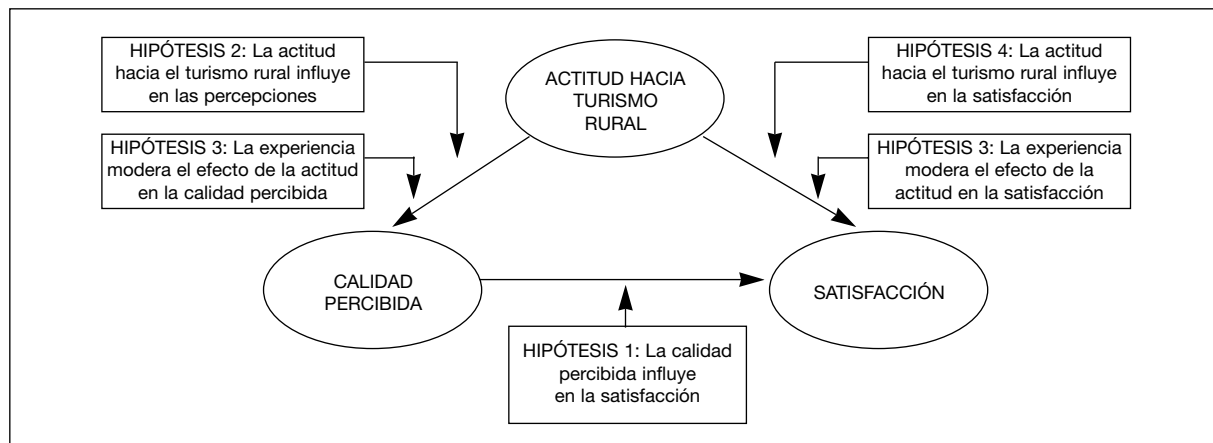 HIPÓTESIS 2: La actitud
hacia el turismo rural influye
en las percepciones
HIPÓTESIS 3: La experiencia
modera el efecto de la actitud
en la calidad percibida
ACTITUD HACIA
TURISMO
RURAL
HIPÓTESIS 4: La actitud
hacia el turismo rural influye
en la satisfacción
HIPÓTESIS 3: La experiencia
modera el efecto de la
actitud en la satisfacción
CALIDAD
PERCIBIDA
SATISFACCIÓN
HIPÓTESIS 1: La calidad
percibida influye
en la satisfacción